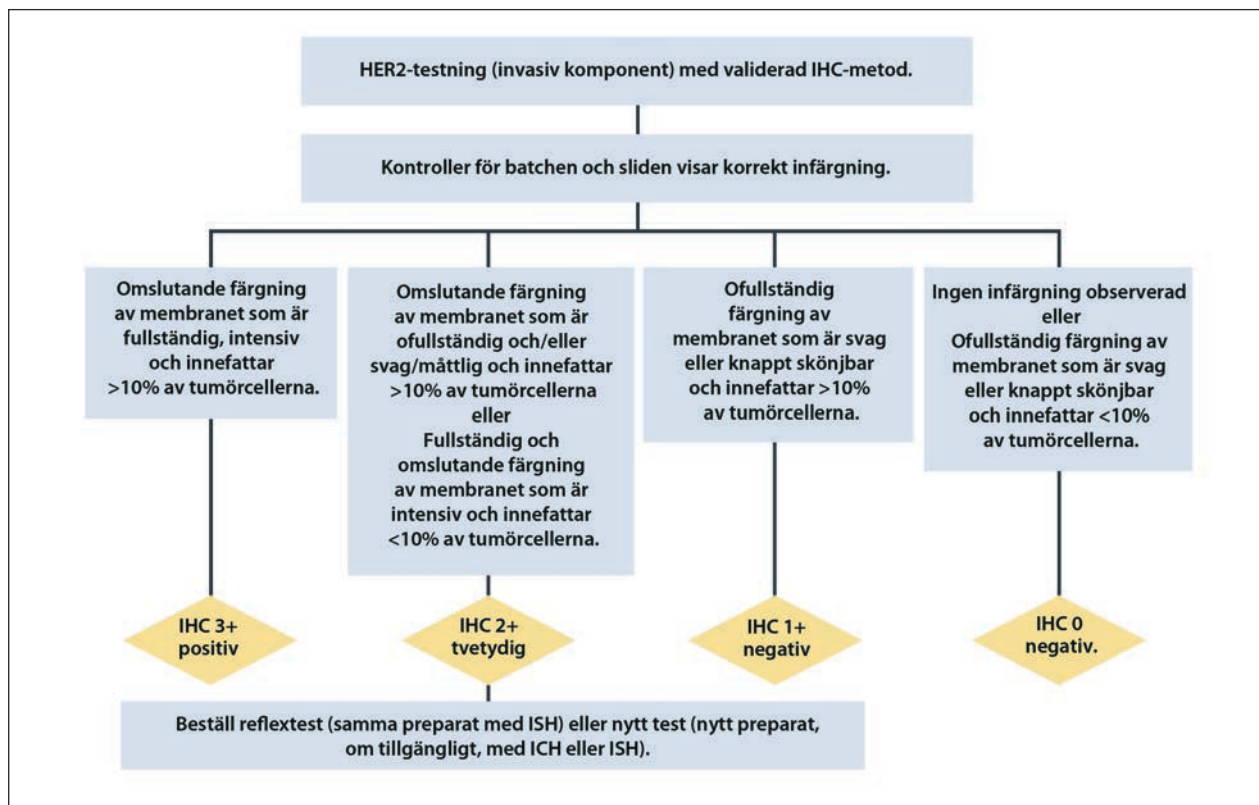 HER2-testning (invasiv komponent) med validerad IHC-metod.
Kontroller för batchen och sliden visar korrekt infärgning.
Omslutande färgning
av membranet som är
fullständig, intensiv
och innefattar
>10% av tumörcellerna.
Omslutande färgning
av membranet som är
ofullständig och/eller
svag/måttlig och innefattar
>10% av tumörcellerna
eller
Fullständig och
omslutande färgning
av membranet som är
intensiv och innefattar
<10% av tumörcellerna.
Ofullständig
färgning av
membranet som är svag
eller knappt skönjbar
och innefattar >10%
av tumörcellerna.
Ingen infärgning observerad
eller
Ofullständig färgning av
membranet som är svag
eller knappt skönjbar
och innefattar <10%
av tumörcellerna.
IHC 3+
positiv
IHC 2+
tvetydig
IHC 1+
negativ
IHC 0
negativ.
Beställ reflextest (samma preparat med ISH) eller nytt test (nytt preparat,
om tillgängligt, med ICH eller ISH).